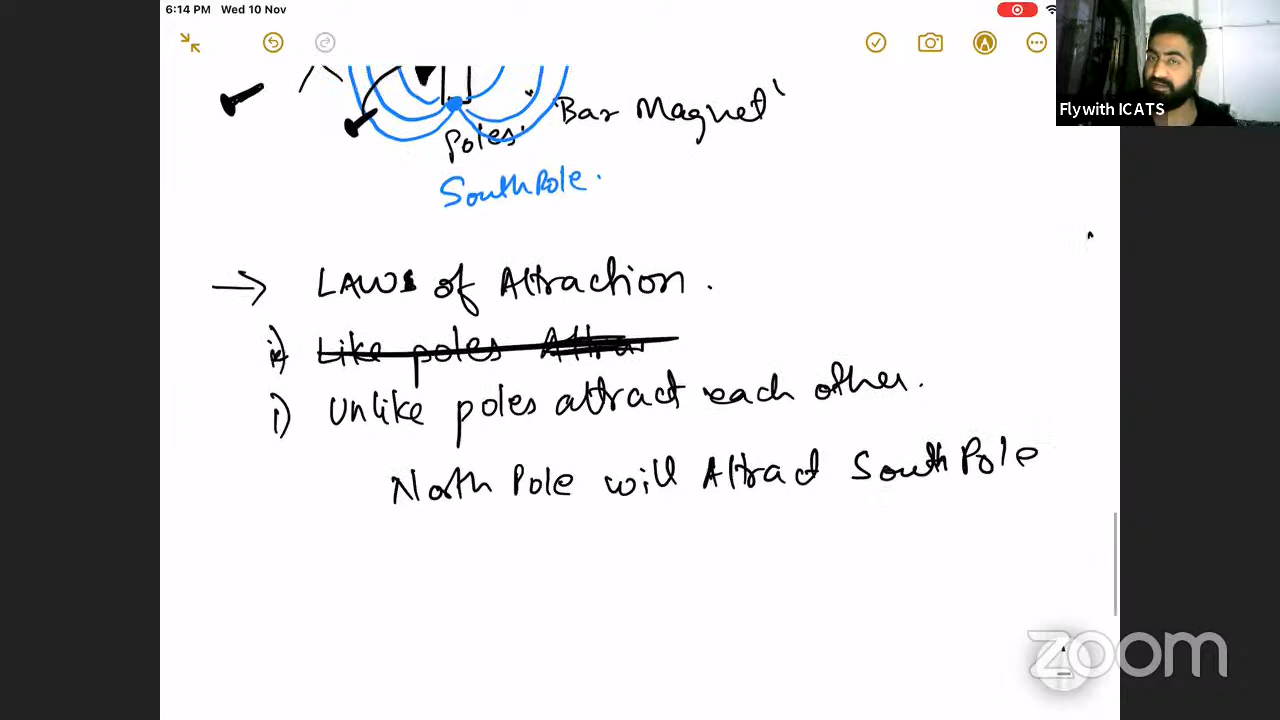 6:14 PM Wed 10 Nov
Flywith ICATS
'Bar Magnet'
Poles.
South Pole.
→ LAWS of Attraction.
Like poles Attra
i) Unlike poles attract each other.
North Pole will Attract South Pole
zoom